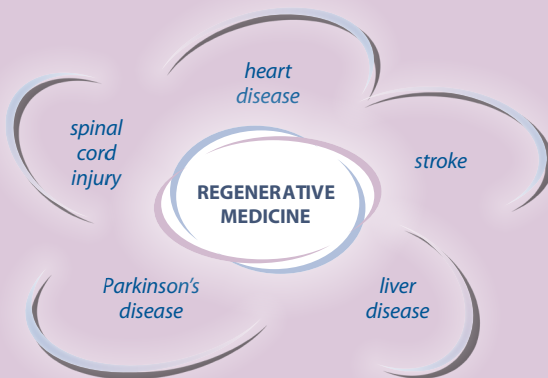 heart
disease
spinal
cord
injury
stroke
REGENERATIVE
MEDICINE
Parkinson's
disease
liver
disease